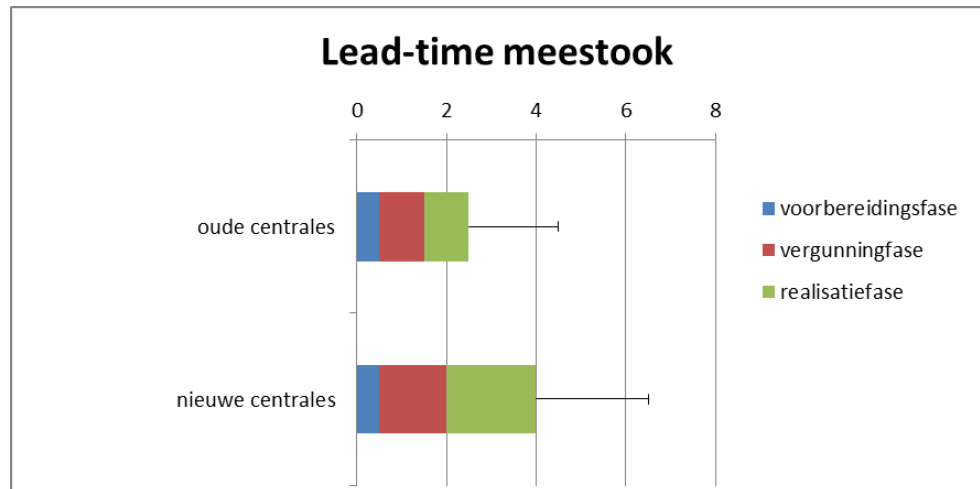 Lead-time meestook
0 2 4 6 8
oude centrales
nieuwe centrales
voorbereidingsfase
vergunningfase
realisatiefase